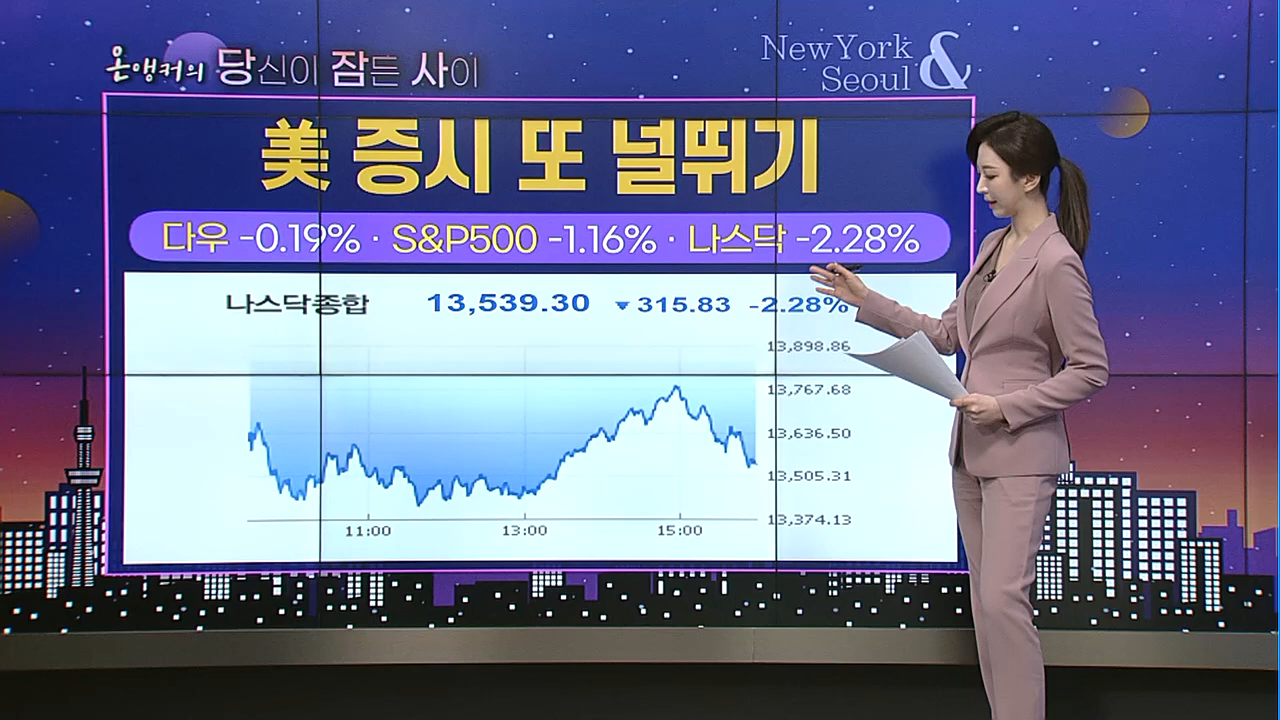 온앵커의 당신이 잠든 사이
NewYork
Seoul &
美 증시 또 널뛰기
다우 -0.19% · S&P500 -1.16% · 나스닥 -2.28%
나스닥종합 13,539.30 ▼315.83 -2.28%
13,898.86
13,767.68
13,636.50
13,505.31
13,374.13
11:00 13:00 15:00